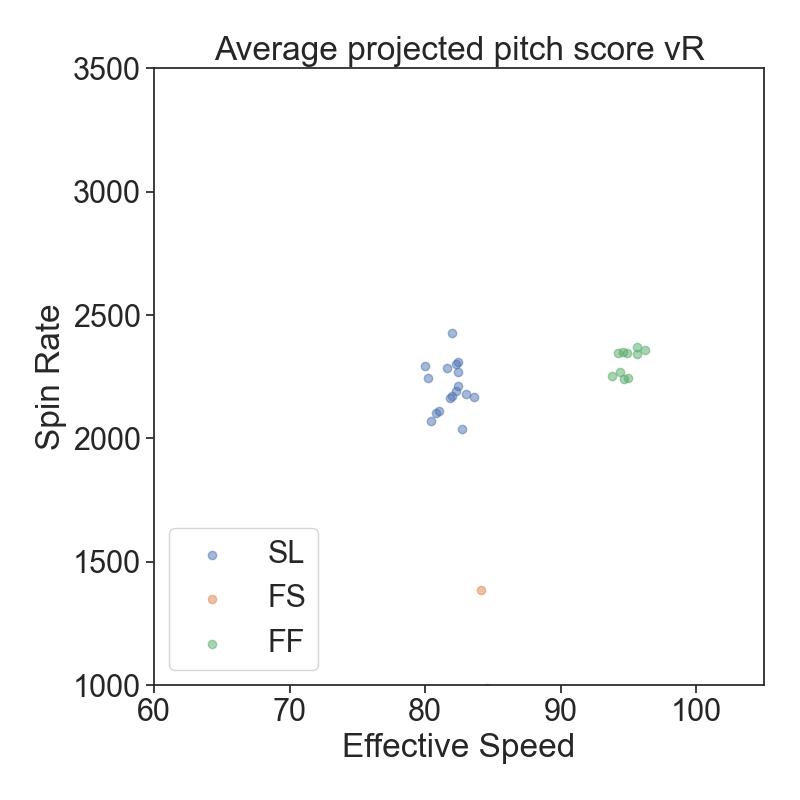 Average projected pitch score vR
3500
3000
2500
2000
1500
1000
Spin Rate
SL
FS
FF
60 70 80 90 100
Effective Speed